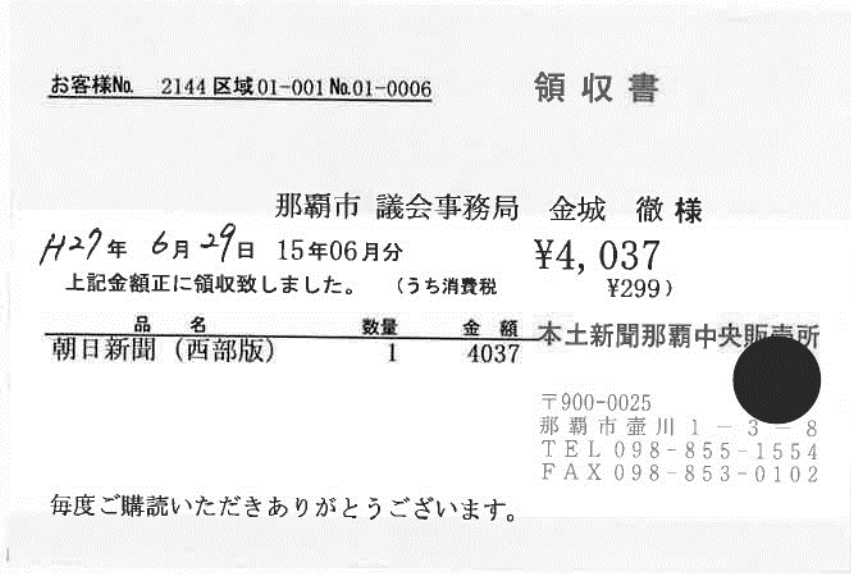 お客様No. 2144 区域01-001 No.01-0006
領収書
那覇市 議会事務局 金城 徹 様
H27年 6月 29日 15年06月分
¥4,037
上記金額正に領収致しました。 (うち消費税 ¥299)
品 名 数量 金 額
朝日新聞 (西部版) 1 4037
本土新聞那覇中央販売所
〒900-0025
那覇市壷川1-3-8
TEL 098-855-1554
FAX 098-853-0102
毎度ご購読いただきありがとうございます。